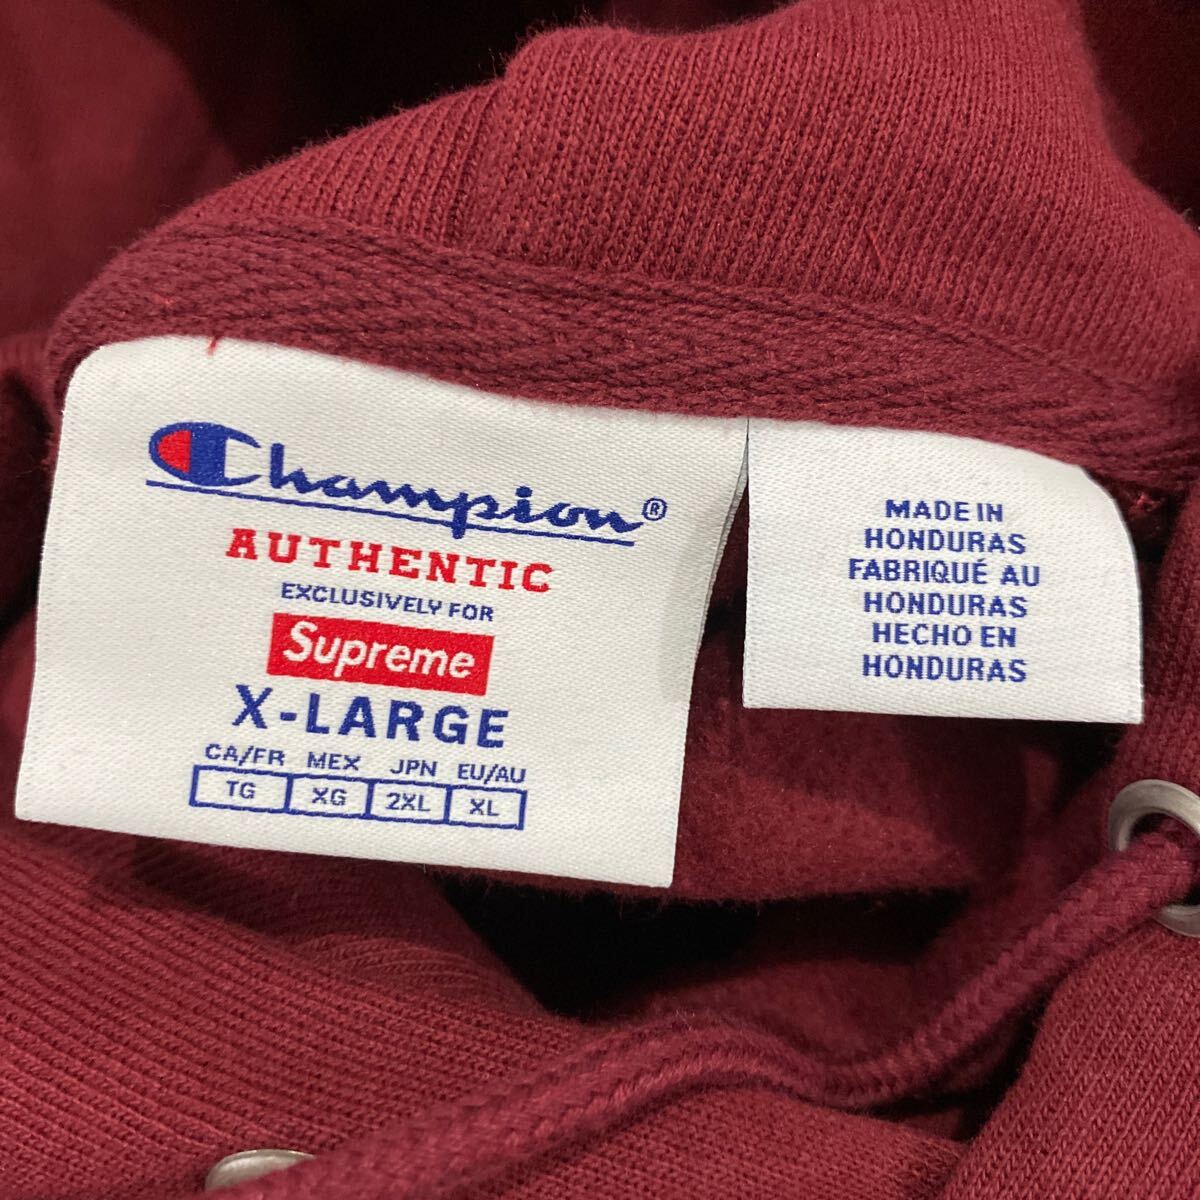 Champion®
AUTHENTIC
EXCLUSIVELY FOR
Supreme
X-LARGE
CA/FR MEX JPN EU/AU
TG XG 2XL XL
MADE IN
HONDURAS
FABRIQUÉ AU
HONDURAS
HECHO EN
HONDURAS